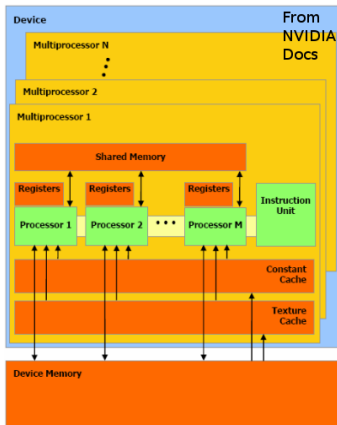 Device
From
NVIDIA
Docs
Multiprocessor N
Multiprocessor 2
Multiprocessor 1
Shared Memory
Registers
Registers
Registers
Processor 1
Processor 2
Processor M
Instruction
Unit
Constant
Cache
Texture
Cache
Device Memory